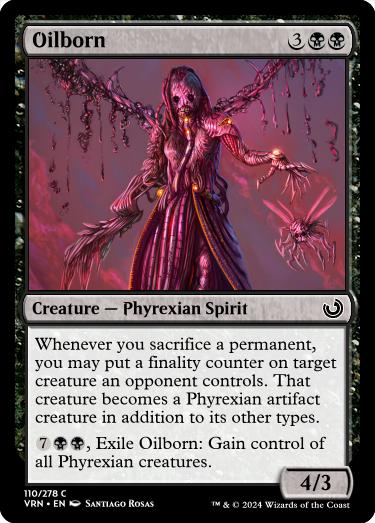 Oilborn 3
Creature — Phyrexian Spirit
Whenever you sacrifice a permanent,
you may put a finality counter on target
creature an opponent controls. That
creature becomes a Phyrexian artifact
creature in addition to its other types.
7, Exile Oilborn: Gain control of
all Phyrexian creatures.
4/3
110/278 C
VRN • EN Santiago Rosas ™ & © 2024 Wizards of the Coast